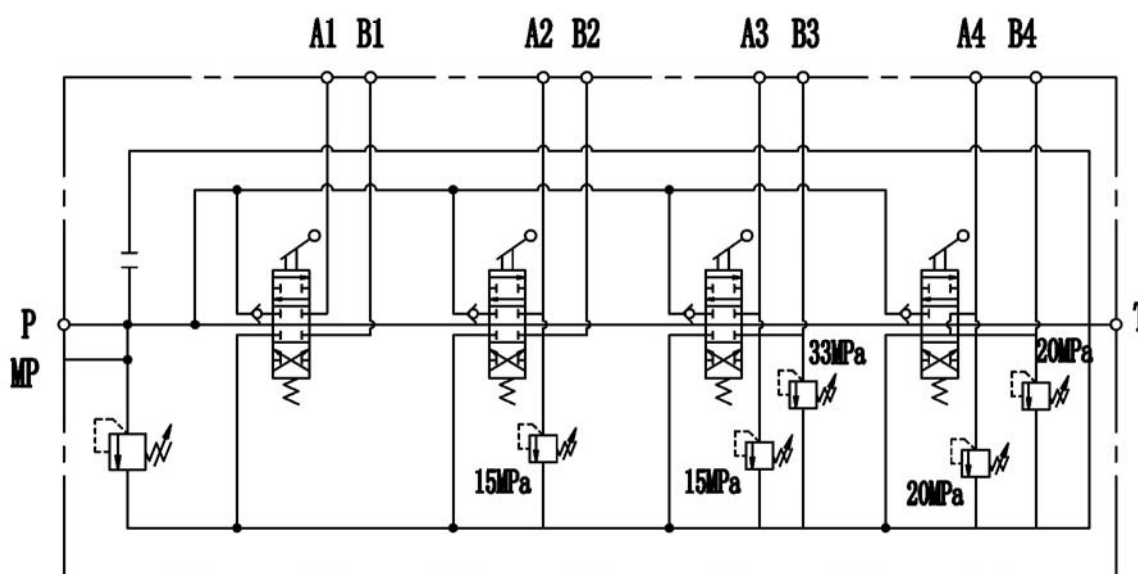 A1 B1 A2 B2 A3 B3 A4 B4
P T
MP
33MPa 20MPa
15MPa 15MPa 20MPa